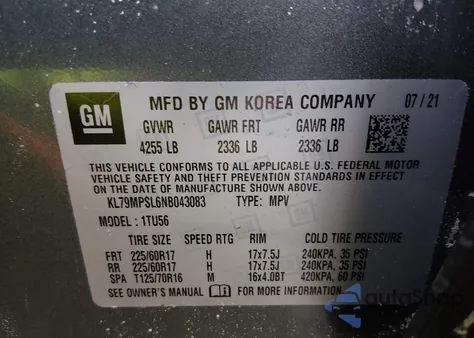 GM
MFD BY GM KOREA COMPANY 07/21
GVWR GAWR FRT GAWR RR
4255 LB 2336 LB 2336 LB
THIS VEHICLE CONFORMS TO ALL APPLICABLE U.S. FEDERAL MOTOR
VEHICLE SAFETY AND THEFT PREVENTION STANDARDS IN EFFECT
ON THE DATE OF MANUFACTURE SHOWN ABOVE.
KL79MPSL6NB043083 TYPE: MPV
MODEL: 1TU56
TIRE SIZE SPEED RTG RIM COLD TIRE PRESSURE
FRT 225/60R17 H 17x7.5J 240KPA, 35 PSI
RR 225/60R17 H 17x7.5J 240KPA, 35 PSI
SPA T125/70R16 M 16x4.0BT 420KPA, 60 PSI
SEE OWNER'S MANUAL FOR MORE INFORMATION.